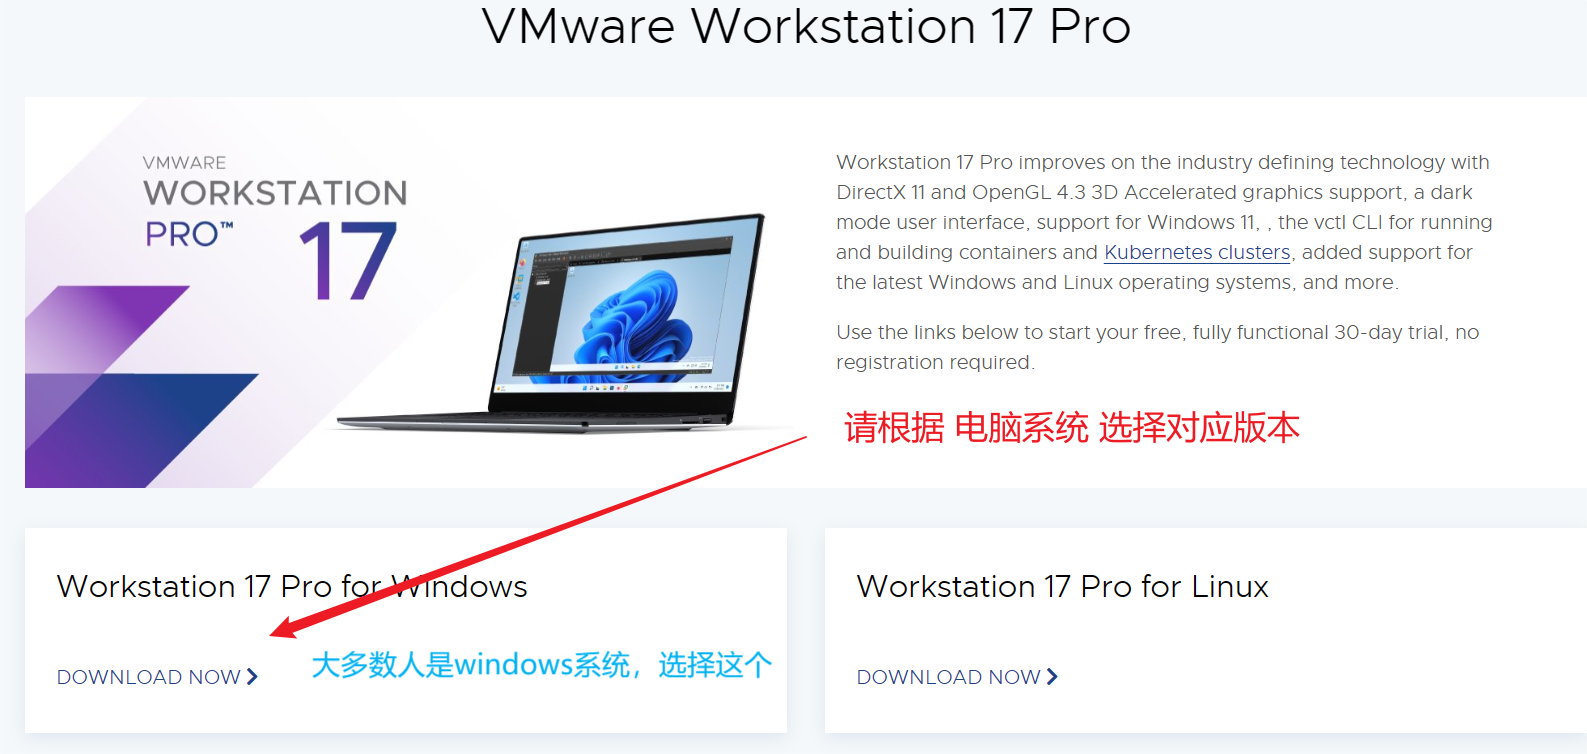 VMware Workstation 17 Pro
VMWARE
WORKSTATION
PRO™ 17
Workstation 17 Pro improves on the industry defining technology with
DirectX 11 and OpenGL 4.3 3D Accelerated graphics support, a dark
mode user interface, support for Windows 11, , the vctl CLI for running
and building containers and Kubernetes clusters, added support for
the latest Windows and Linux operating systems, and more.
Use the links below to start your free, fully functional 30-day trial, no
registration required.
请根据 电脑系统 选择对应版本
Workstation 17 Pro for Windows
DOWNLOAD NOW
大多数人是windows系统，选择这个
Workstation 17 Pro for Linux
DOWNLOAD NOW